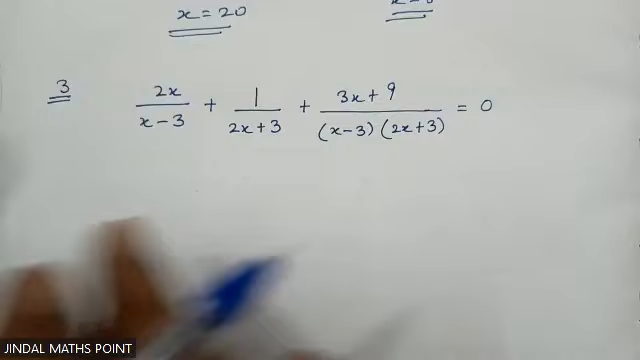 x = 20
3 2x/(x-3) + 1/(2x+3) + (3x+9)/((x-3)(2x+3)) = 0
JINDAL MATHS POINT